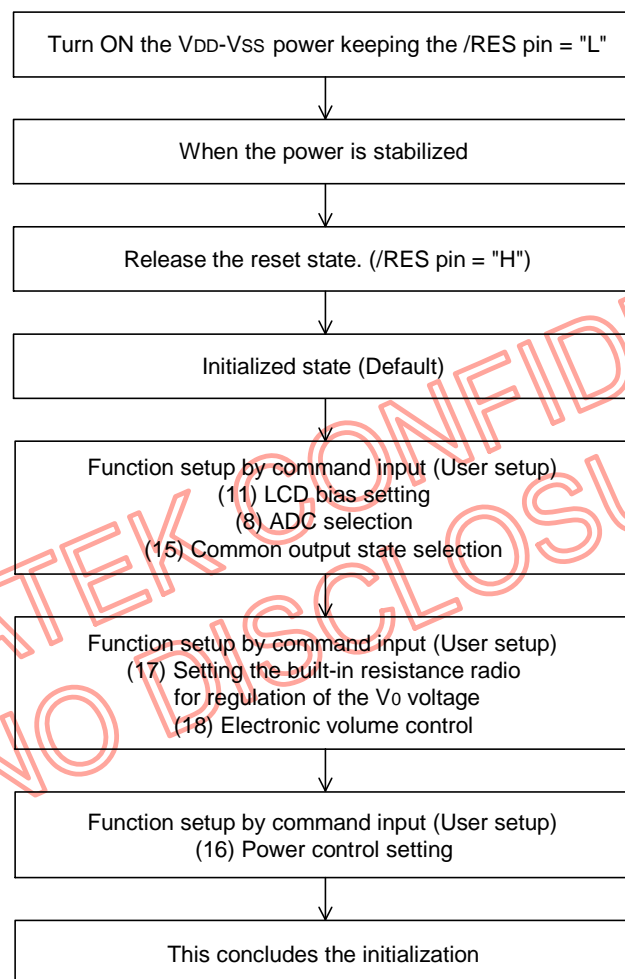 Turn ON the VDD-VSS power keeping the /RES pin = "L"
When the power is stabilized
Release the reset state. (/RES pin = "H")
Initialized state (Default)
Function setup by command input (User setup)
(11) LCD bias setting
(8) ADC selection
(15) Common output state selection
Function setup by command input (User setup)
(17) Setting the built-in resistance radio
for regulation of the V0 voltage
(18) Electronic volume control
Function setup by command input (User setup)
(16) Power control setting
This concludes the initialization
ATEK CONFID
NO DISCLOSU